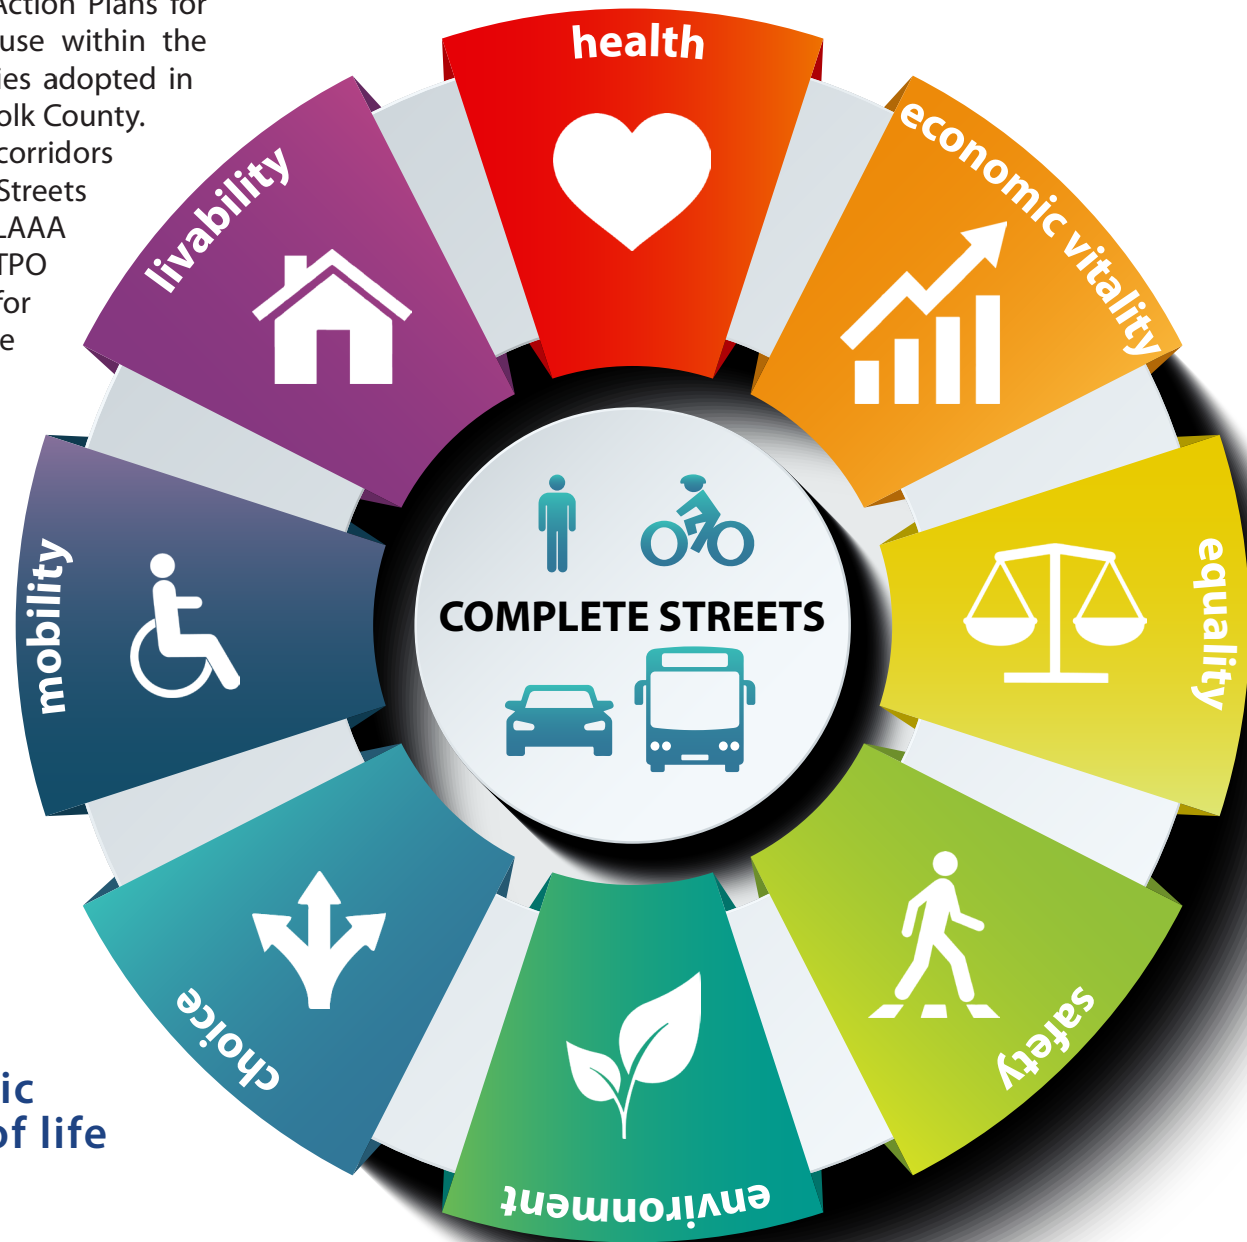 Action Plans for
use within the
ies adopted in
olk County.
corridors
Streets
LAAA
TPO
for
e
health
economic vitality
equality
safety
environment
choice
mobility
livability
COMPLETE STREETS
ic
of life